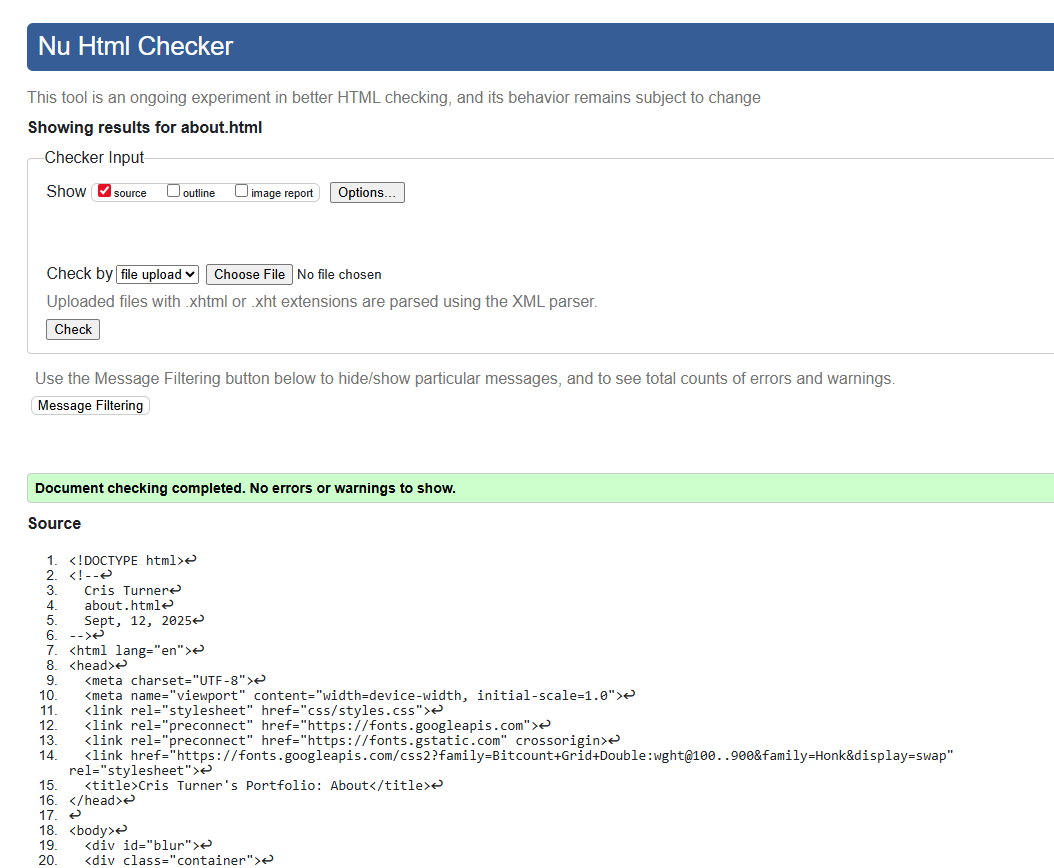 Nu Html Checker
This tool is an ongoing experiment in better HTML checking, and its behavior remains subject to change
Showing results for about.html
Checker Input
Show source outline image report Options...
Check by file upload Choose File No file chosen
Uploaded files with .xhtml or .xht extensions are parsed using the XML parser.
Check
Use the Message Filtering button below to hide/show particular messages, and to see total counts of errors and warnings.
Message Filtering
Document checking completed. No errors or warnings to show.
Source
1. <!DOCTYPE html>↩
2. <!--↩
3.   Cris Turner↩
4.   about.html↩
5.   Sept, 12, 2025↩
6. -->↩
7. <html lang="en">↩
8. <head>↩
9.   <meta charset="UTF-8">↩
10.   <meta name="viewport" content="width=device-width, initial-scale=1.0">↩
11.   <link rel="stylesheet" href="css/styles.css">↩
12.   <link rel="preconnect" href="https://fonts.googleapis.com">↩
13.   <link rel="preconnect" href="https://fonts.gstatic.com" crossorigin>↩
14.   <link href="https://fonts.googleapis.com/css2?family=Bitcount+Grid+Double:wght@100..900&family=Honk&display=swap"
rel="stylesheet">↩
15.   <title>Cris Turner's Portfolio: About</title>↩
16. </head>↩
17. ↩
18. <body>↩
19.   <div id="blur">↩
20.   <div class="container">↩